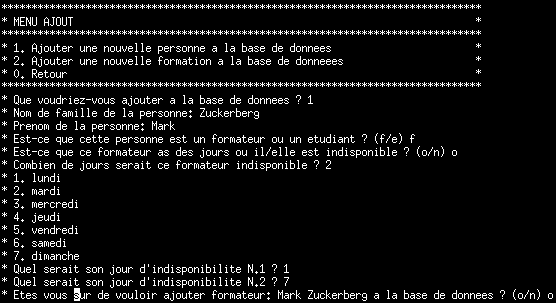 ********************************************************************************
* MENU AJOUT *
********************************************************************************
* 1. Ajouter une nouvelle personne a la base de donnees *
* 2. Ajouter une nouvelle formation a la base de donneees *
* 0. Retour *
********************************************************************************
* Que voudriez-vous ajouter a la base de donnees ? 1
* Nom de famille de la personne: Zuckerberg
* Prenom de la personne: Mark
* Est-ce que cette personne est un formateur ou un etudiant ? (f/e) f
* Est-ce que ce formateur as des jours ou il/elle est indisponible ? (o/n) o
* Combien de jours serait ce formateur indisponible ? 2
* 1. lundi
* 2. mardi
* 3. mercredi
* 4. jeudi
* 5. vendredi
* 6. samedi
* 7. dimanche
* Quel serait son jour d'indisponibilite N.1 ? 1
* Quel serait son jour d'indisponibilite N.2 ? 7
* Etes vous sur de vouloir ajouter formateur: Mark Zuckerberg a la base de donnees ? (o/n) o